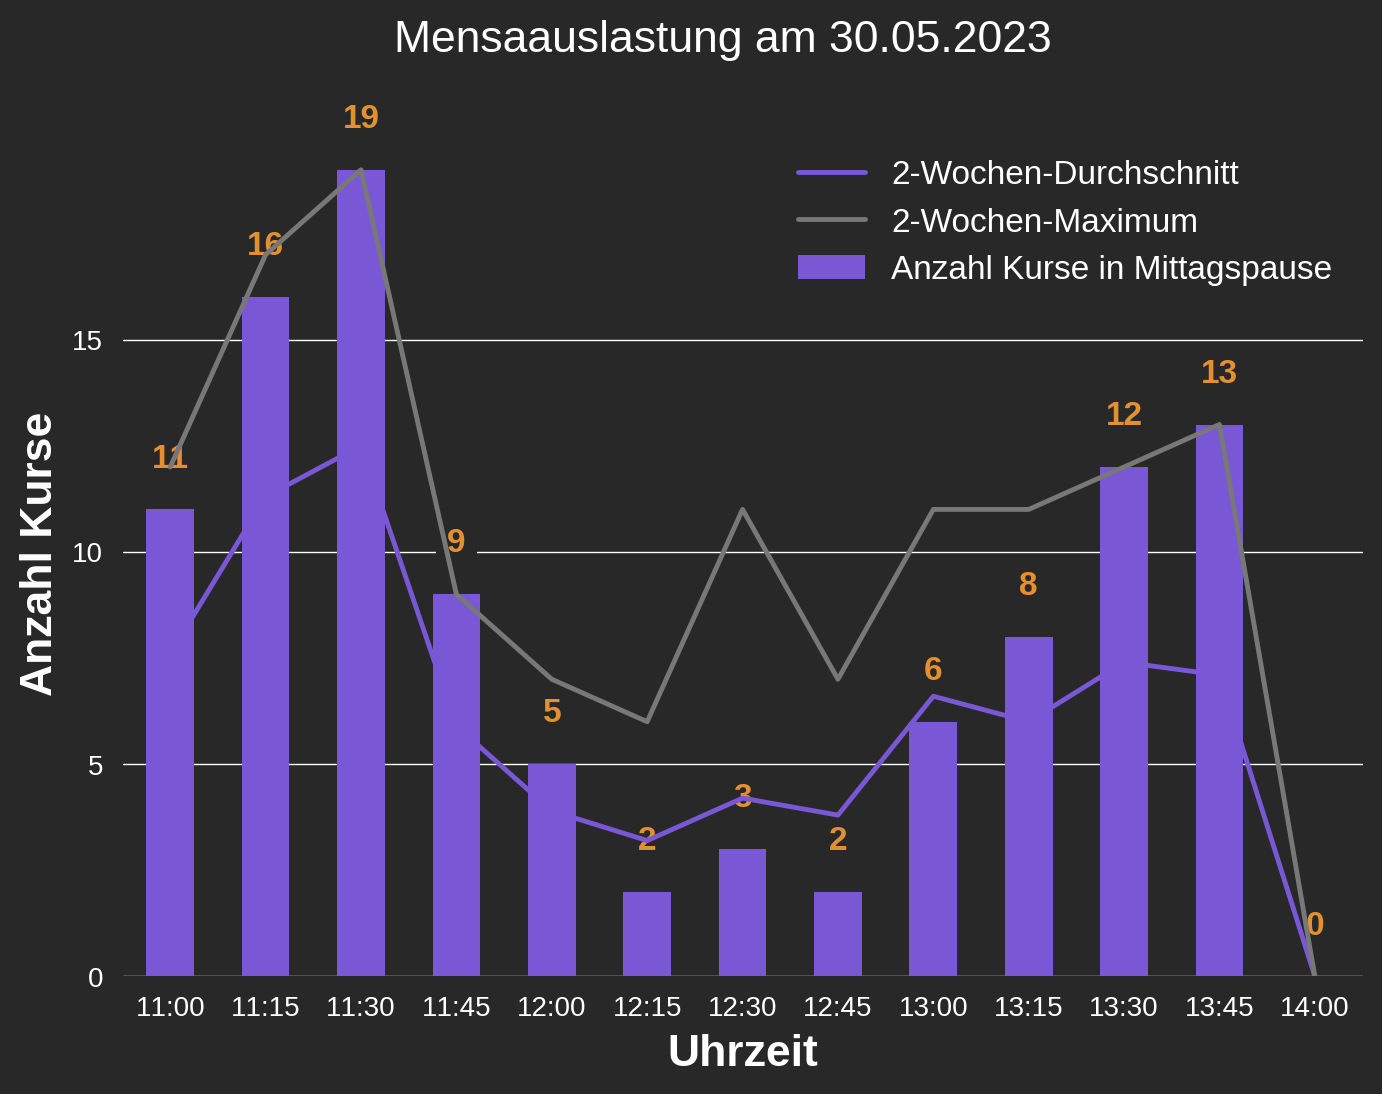 Mensaauslastung am 30.05.2023
2-Wochen-Durchschnitt
2-Wochen-Maximum
Anzahl Kurse in Mittagspause
Anzahl Kurse
15
10
5
0
11
16
19
9
5
2
3
2
6
8
12
13
0
11:00 11:15 11:30 11:45 12:00 12:15 12:30 12:45 13:00 13:15 13:30 13:45 14:00
Uhrzeit